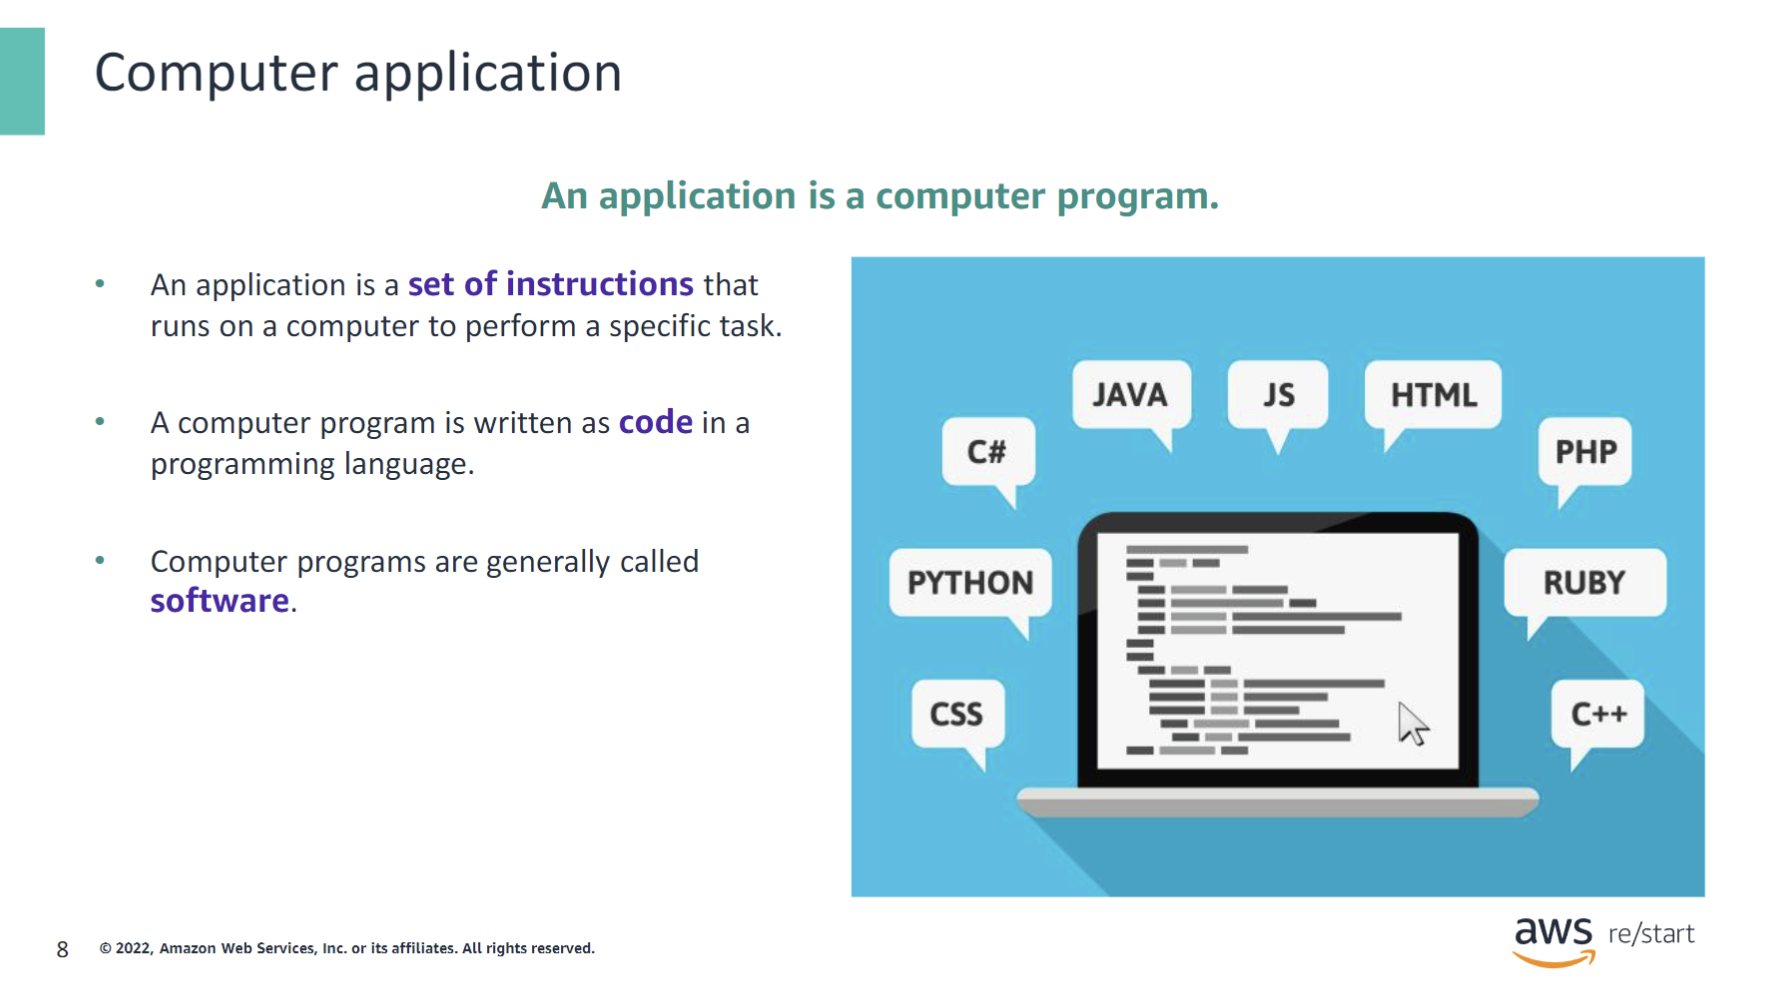 Computer application
An application is a computer program.
• An application is a set of instructions that
runs on a computer to perform a specific task.
• A computer program is written as code in a
programming language.
• Computer programs are generally called
software.
JAVA
JS
HTML
C#
PHP
PYTHON
RUBY
CSS
C++
8
© 2022, Amazon Web Services, Inc. or its affiliates. All rights reserved.
aws re/start